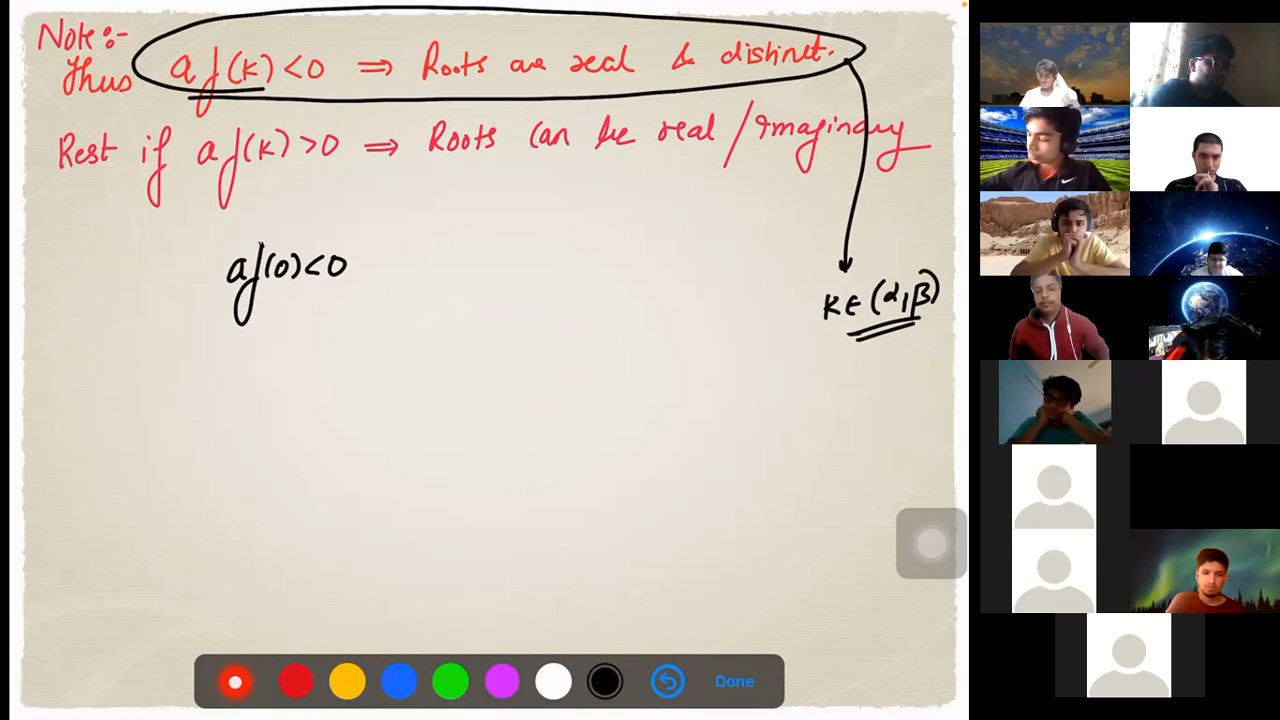 Note:-
Thus af(k)<0 ⇒ Roots are real & distinct.
Rest if af(k)>0 ⇒ Roots can be real/Imaginary
af(0)<0
k∈(α,β)
Done